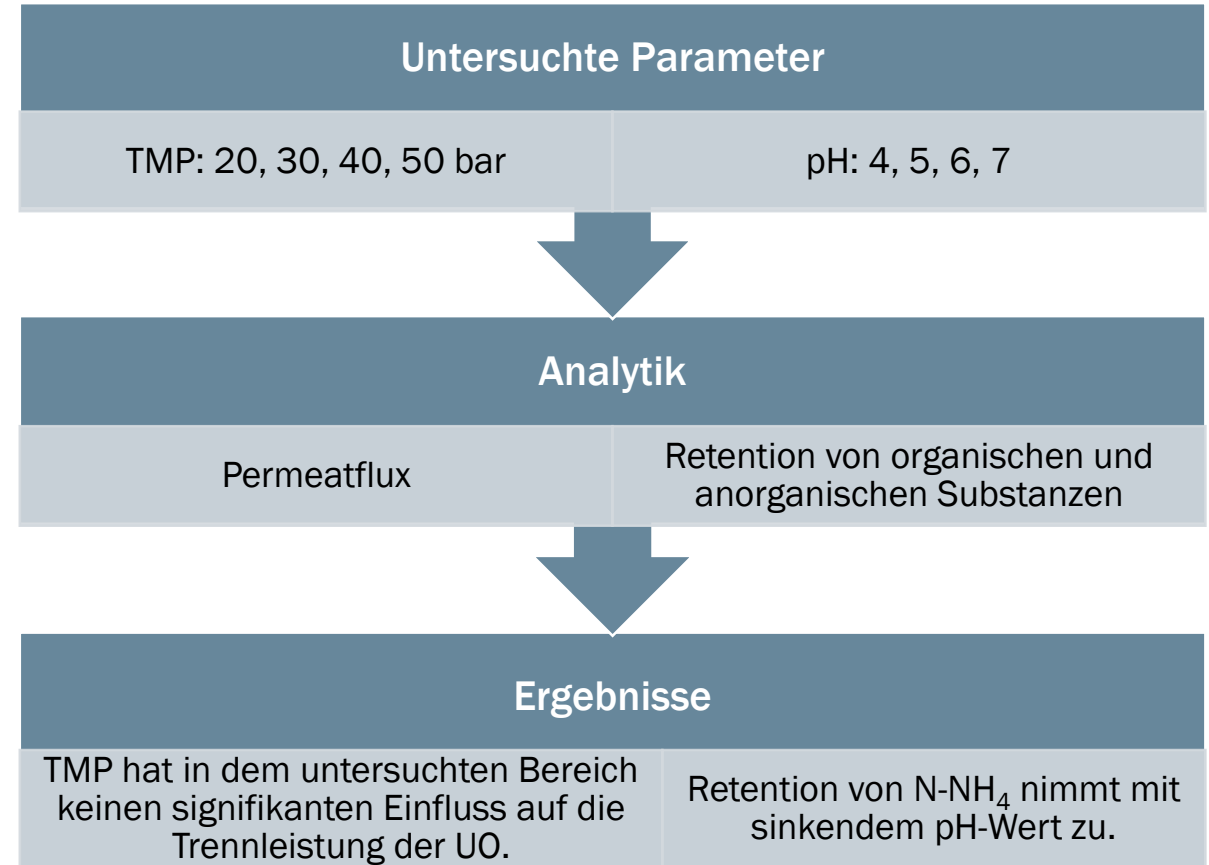 Untersuchte Parameter
TMP: 20, 30, 40, 50 bar
pH: 4, 5, 6, 7
Analytik
Permeatflux
Retention von organischen und
anorganischen Substanzen
Ergebnisse
TMP hat in dem untersuchten Bereich
keinen signifikanten Einfluss auf die
Trennleistung der UO.
Retention von N-NH₄ nimmt mit
sinkendem pH-Wert zu.